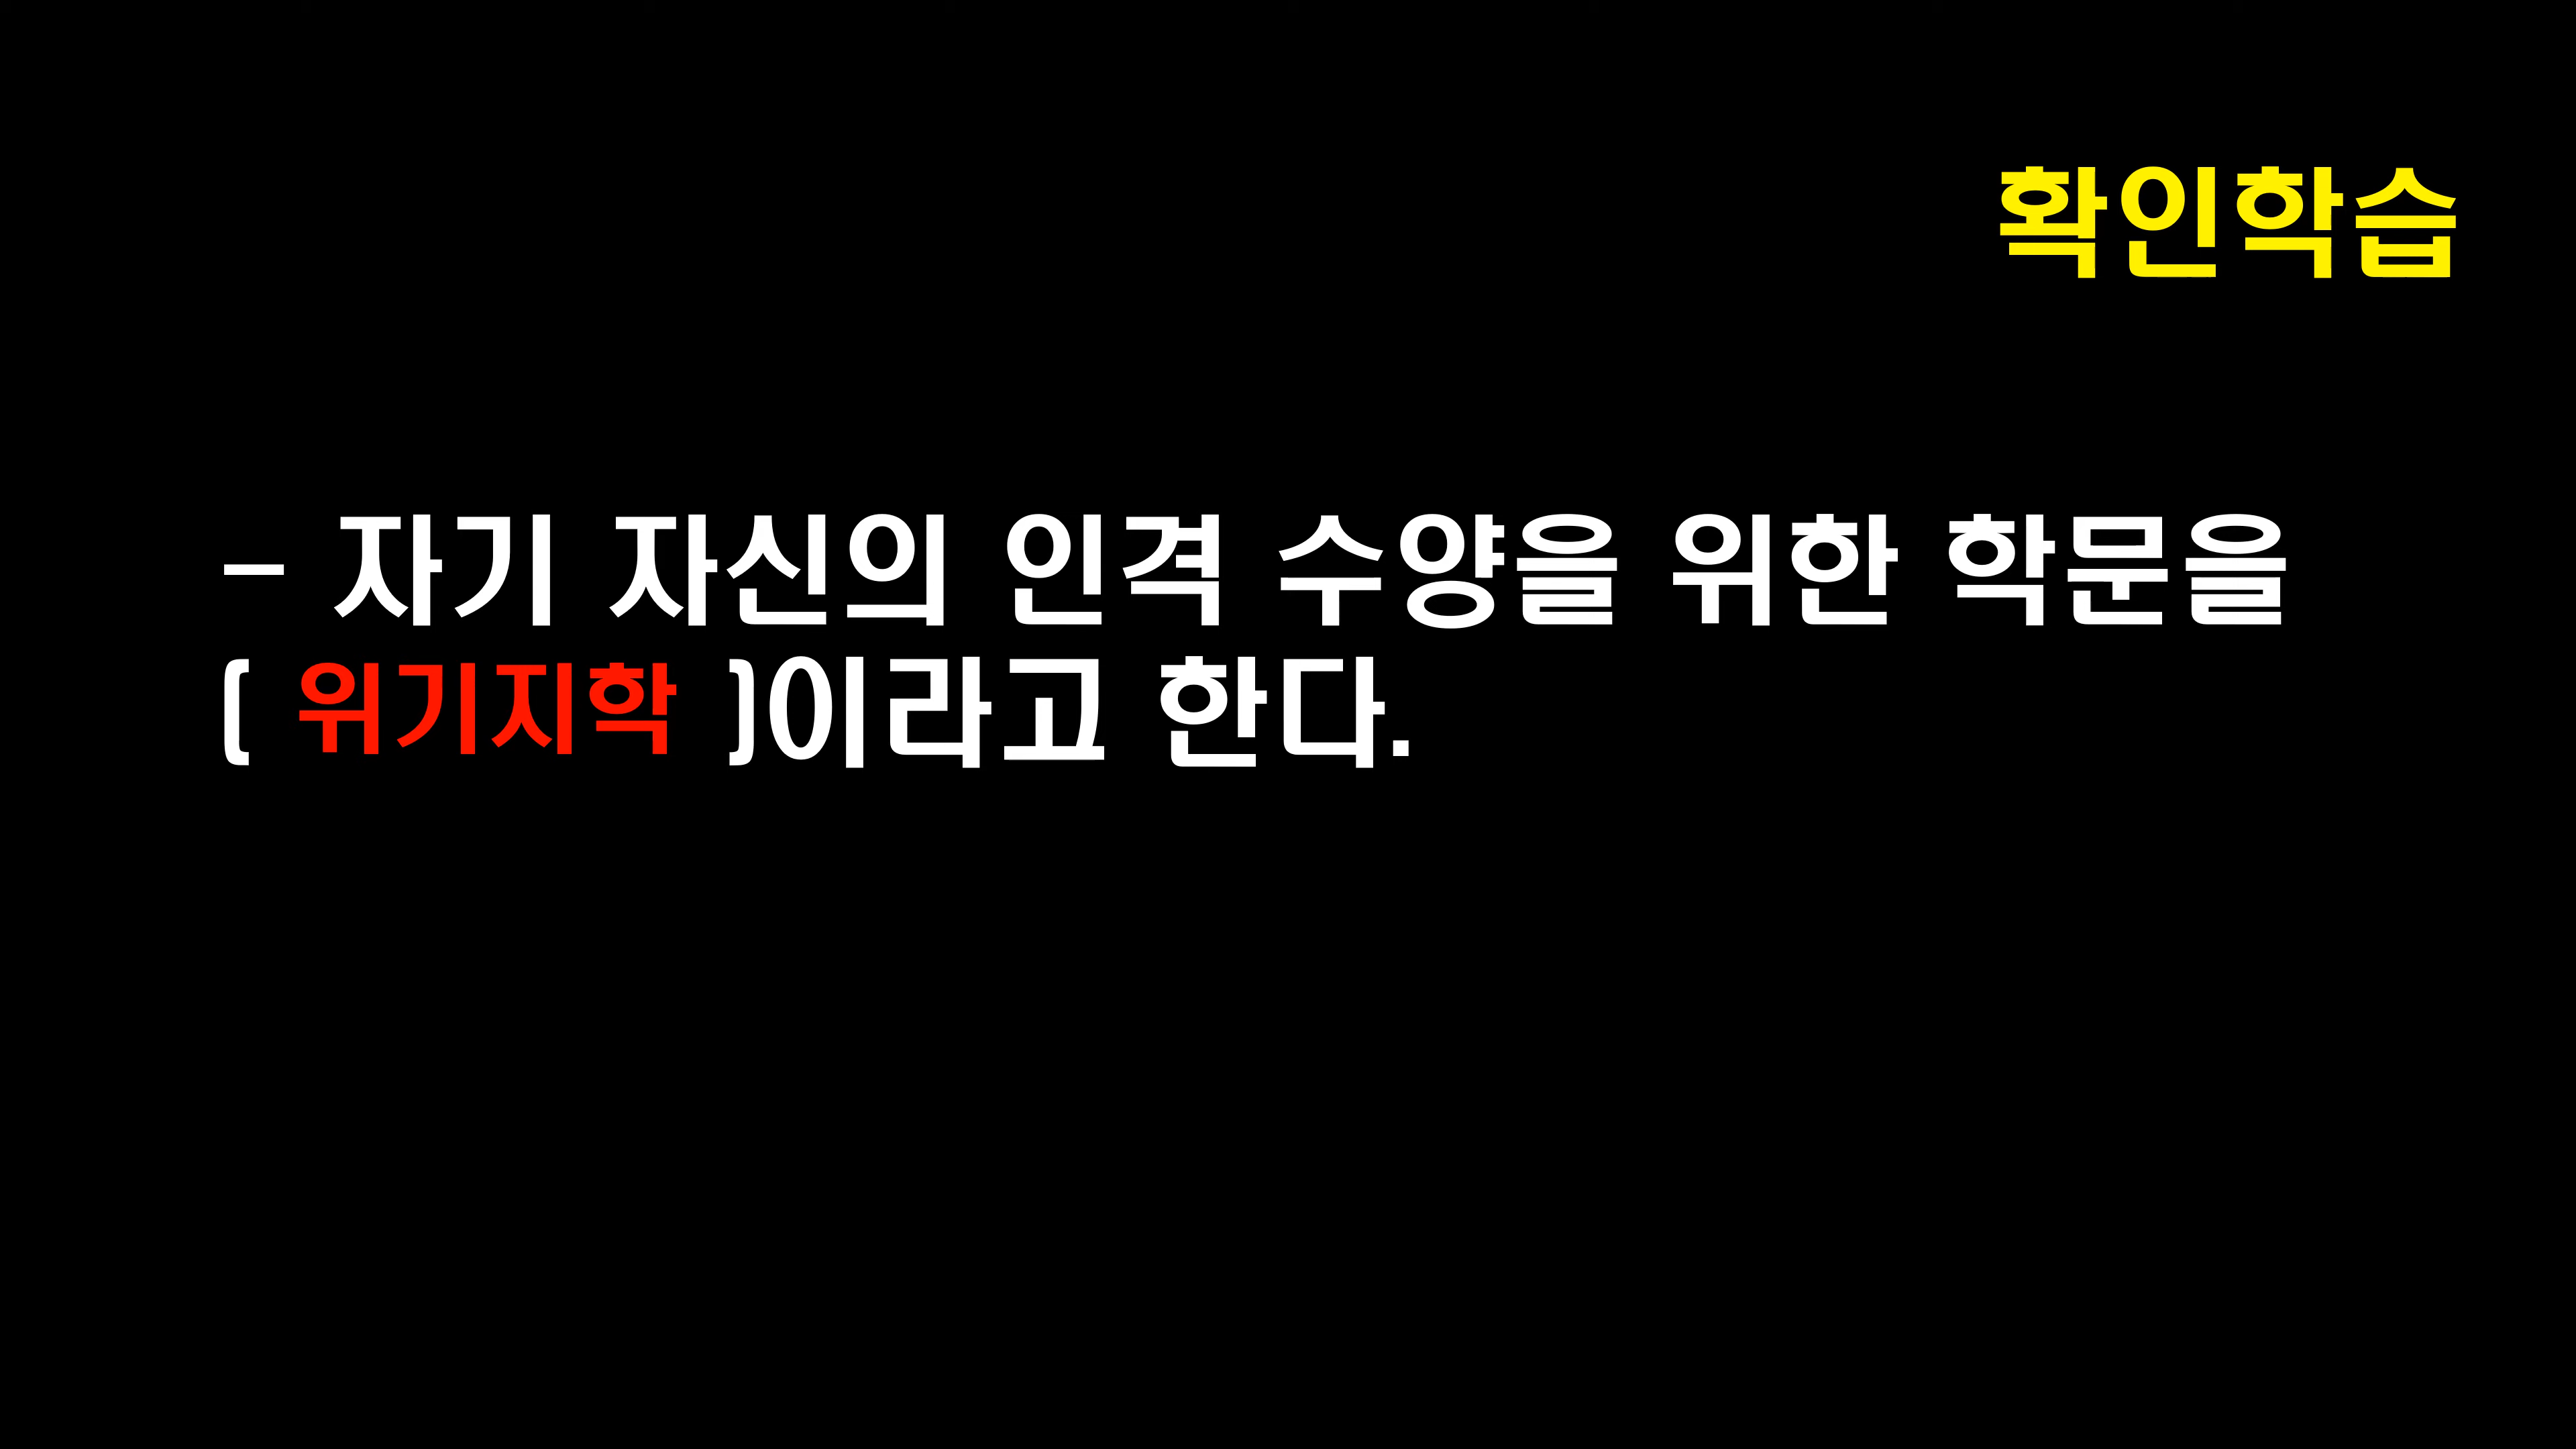 확인학습
- 자기 자신의 인격 수양을 위한 학문을
( 위기지학 )이라고 한다.